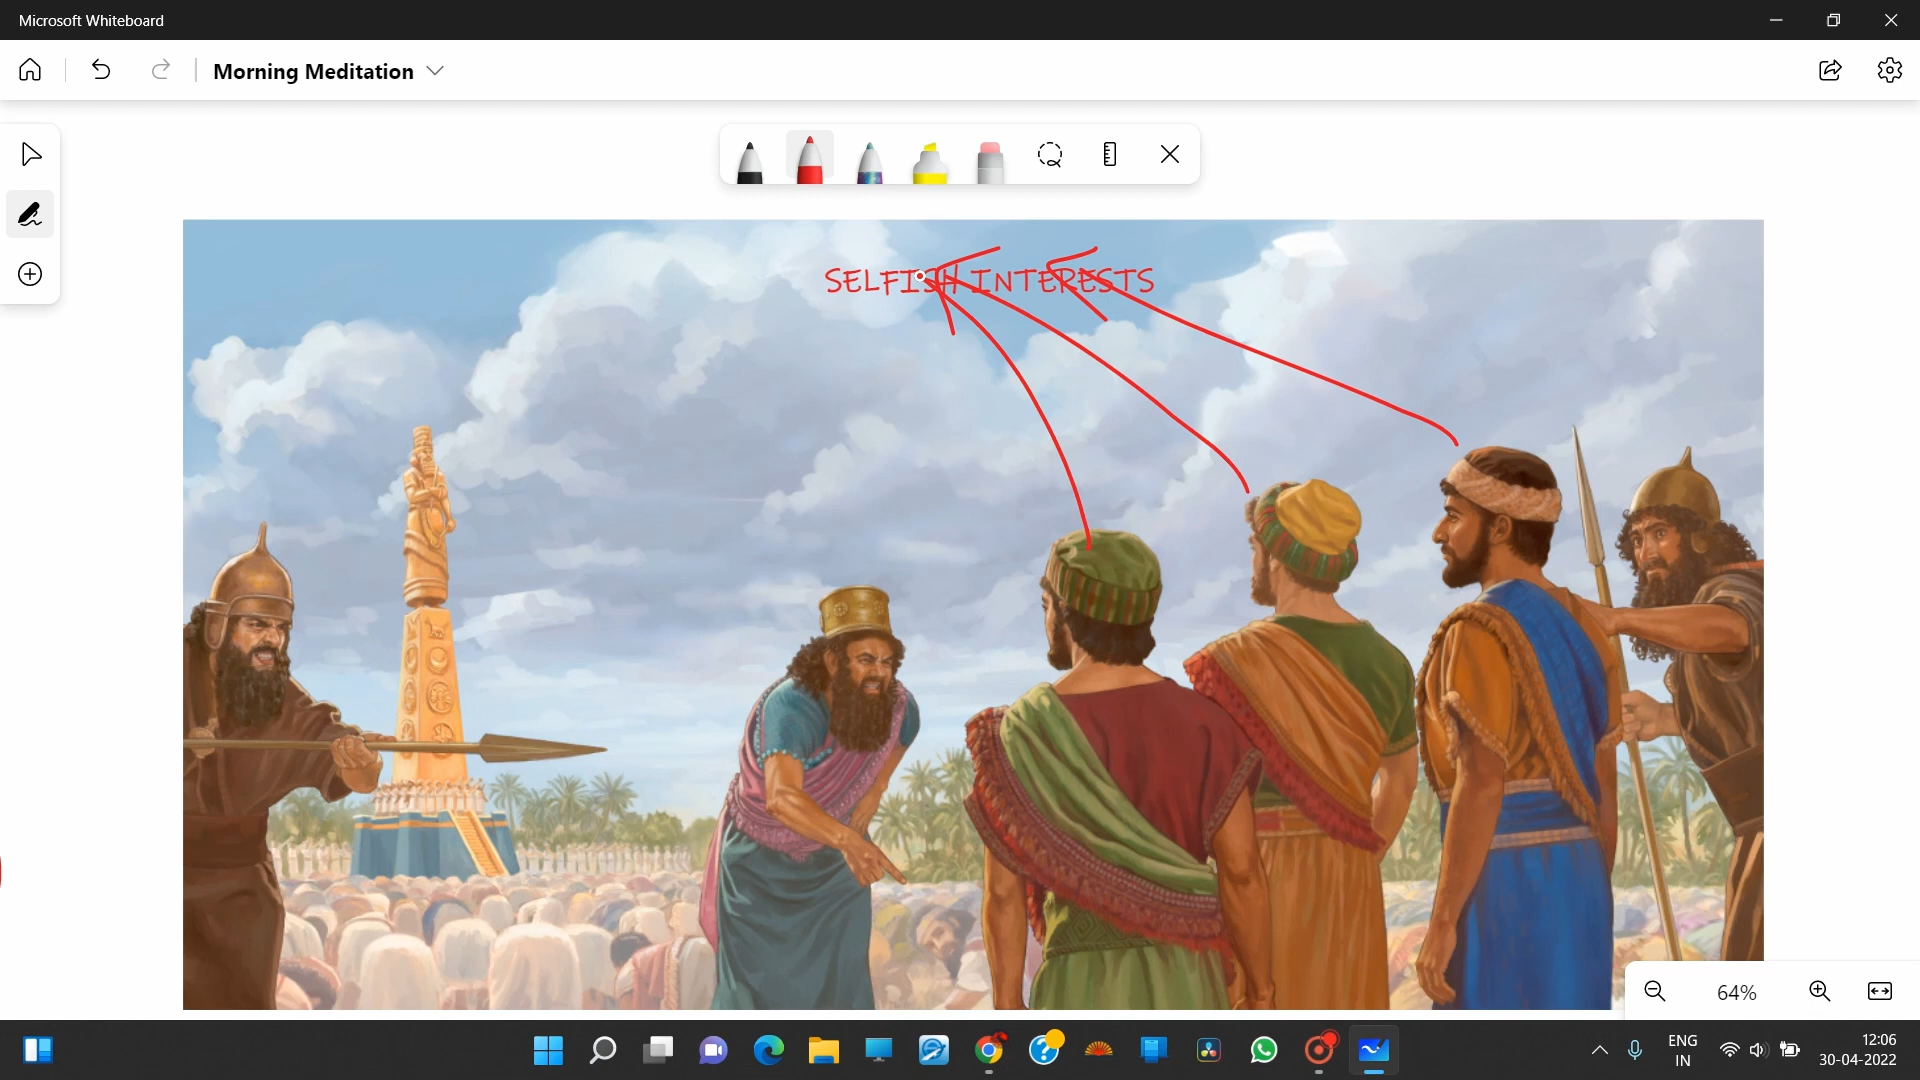 Microsoft Whiteboard
Morning Meditation
SELFISH INTERESTS
64%
ENG
IN
12:06
30-04-2022